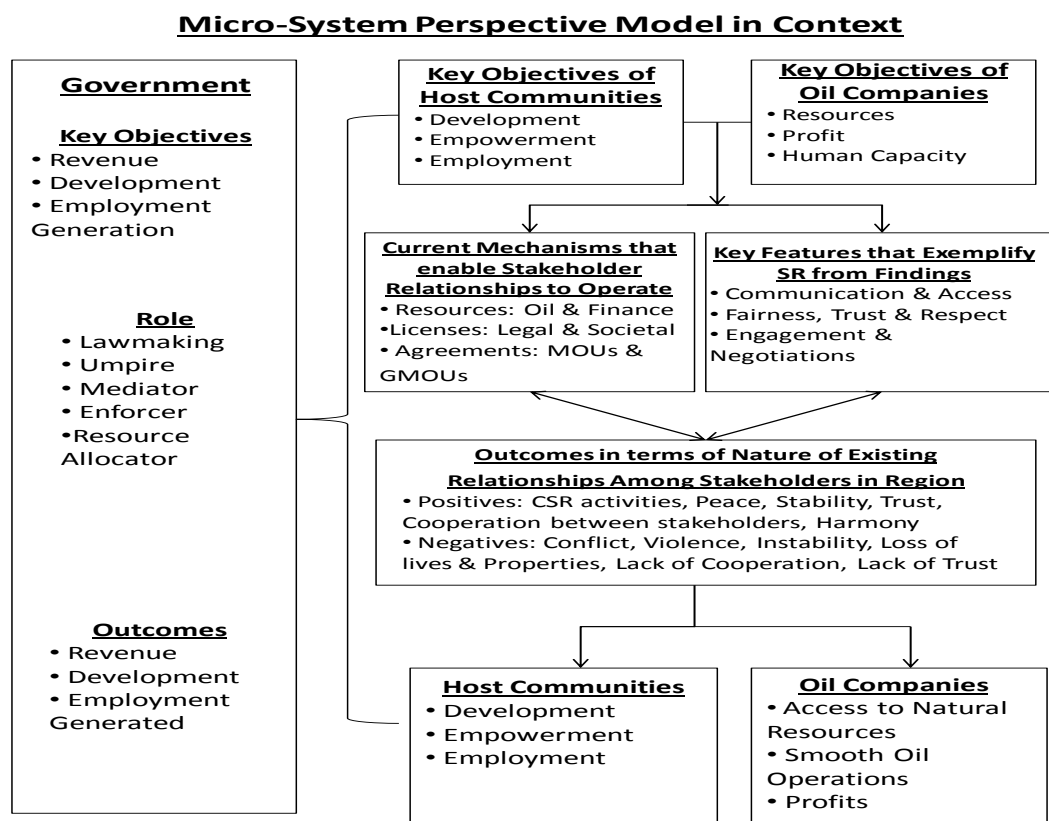 Micro-System Perspective Model in Context
Government
Key Objectives
• Revenue
• Development
• Employment
Generation
Role
• Lawmaking
• Umpire
• Mediator
• Enforcer
•Resource
Allocator
Outcomes
• Revenue
• Development
• Employment
Generated
Key Objectives of
Host Communities
• Development
• Empowerment
• Employment
Key Objectives of
Oil Companies
• Resources
• Profit
• Human Capacity
Current Mechanisms that
enable Stakeholder
Relationships to Operate
• Resources: Oil & Finance
•Licenses: Legal & Societal
• Agreements: MOUs &
GMOUs
Key Features that Exemplify
SR from Findings
• Communication & Access
• Fairness, Trust & Respect
• Engagement &
Negotiations
Outcomes in terms of Nature of Existing
Relationships Among Stakeholders in Region
• Positives: CSR activities, Peace, Stability, Trust,
Cooperation between stakeholders, Harmony
• Negatives: Conflict, Violence, Instability, Loss of
lives & Properties, Lack of Cooperation, Lack of Trust
Host Communities
• Development
• Empowerment
• Employment
Oil Companies
• Access to Natural
Resources
• Smooth Oil
Operations
• Profits